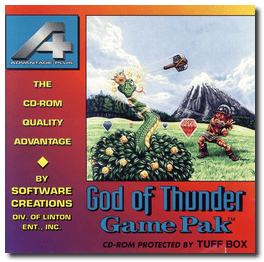 A+
ADVANTAGE PLUS
THE
CD-ROM
QUALITY
ADVANTAGE
BY
SOFTWARE
CREATIONS
DIV. OF LINTON
ENT., INC.
God of Thunder
Game Pak™
CD-ROM PROTECTED BY TUFF BOX